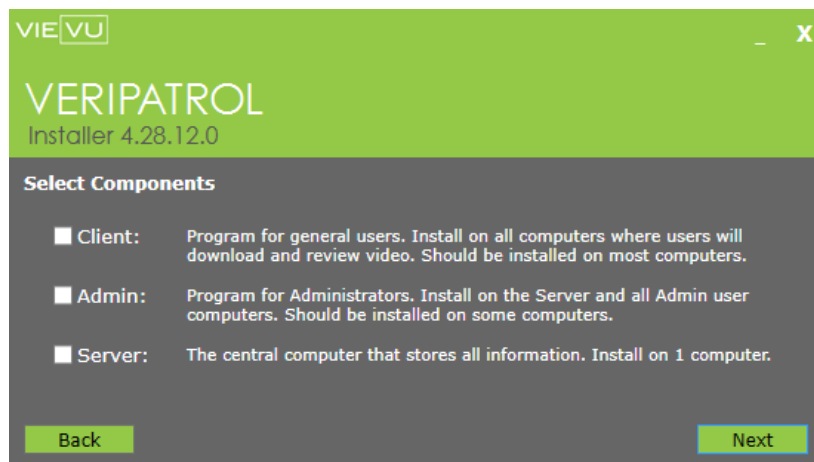 VIEVU
_ X
VERIPATROL
Installer 4.28.12.0
Select Components
Client: Program for general users. Install on all computers where users will
download and review video. Should be installed on most computers.
Admin: Program for Administrators. Install on the Server and all Admin user
computers. Should be installed on some computers.
Server: The central computer that stores all information. Install on 1 computer.
Back Next